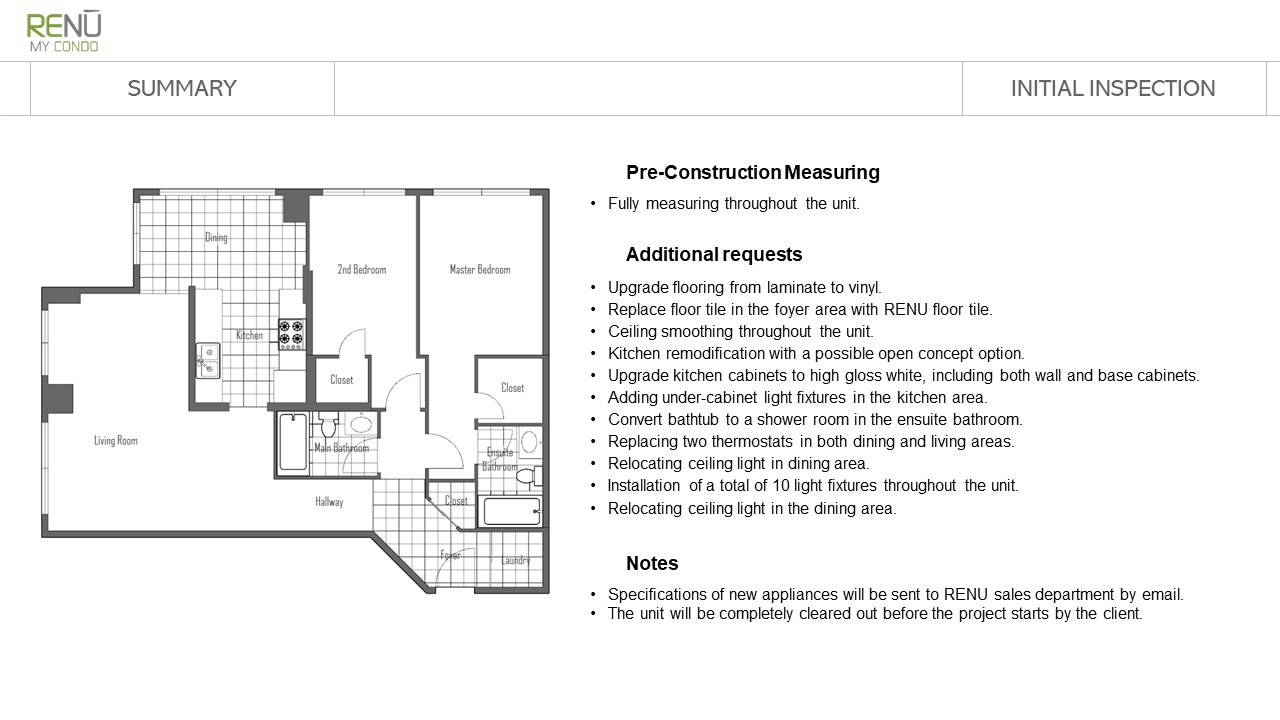 RENŪ
MY CONDO
SUMMARY
INITIAL INSPECTION
Dining
2nd Bedroom
Master Bedroom
Kitchen
Closet
Closet
Living Room
Main Bathroom
Ensuite
Bathroom
Hallway
Closet
Foyer
Laundry
Pre-Construction Measuring
• Fully measuring throughout the unit.
Additional requests
• Upgrade flooring from laminate to vinyl.
• Replace floor tile in the foyer area with RENU floor tile.
• Ceiling smoothing throughout the unit.
• Kitchen remodification with a possible open concept option.
• Upgrade kitchen cabinets to high gloss white, including both wall and base cabinets.
• Adding under-cabinet light fixtures in the kitchen area.
• Convert bathtub to a shower room in the ensuite bathroom.
• Replacing two thermostats in both dining and living areas.
• Relocating ceiling light in dining area.
• Installation of a total of 10 light fixtures throughout the unit.
• Relocating ceiling light in the dining area.
Notes
• Specifications of new appliances will be sent to RENU sales department by email.
• The unit will be completely cleared out before the project starts by the client.